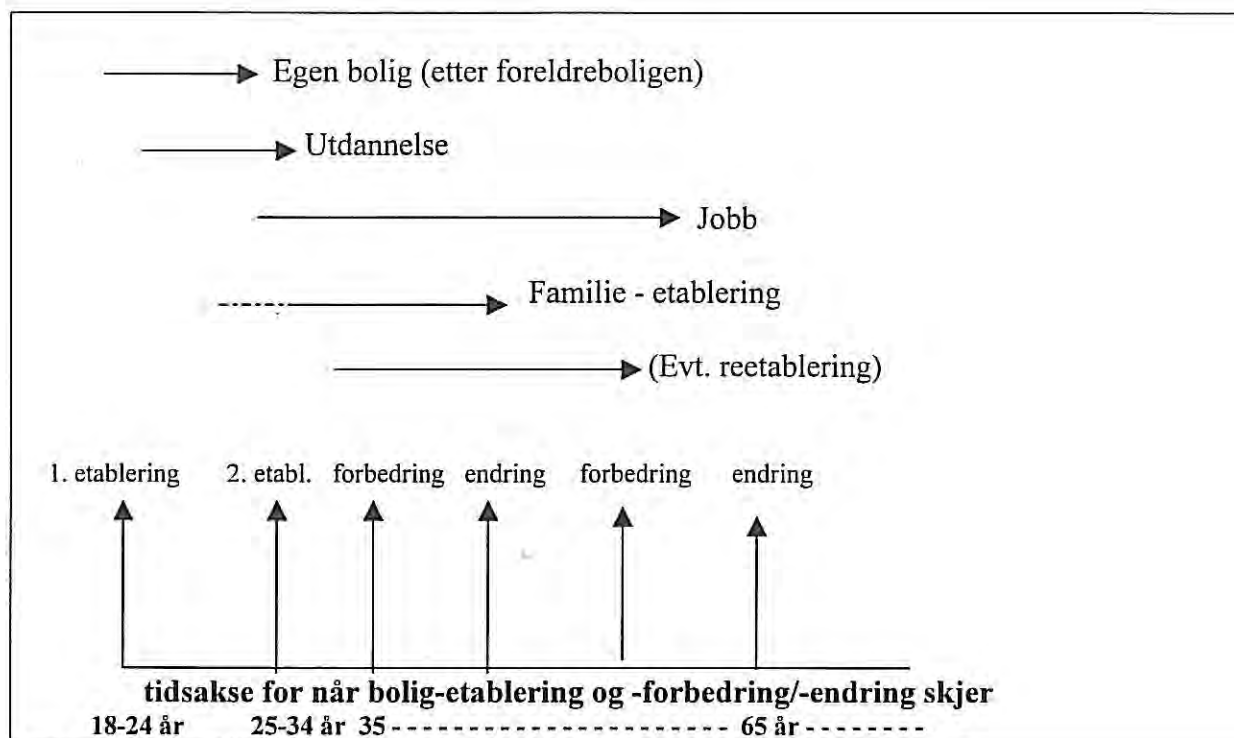 Egen bolig (etter foreldreboligen)
Utdannelse
Jobb
Familie - etablering
(Evt. reetablering)
1. etablering 2. etabl. forbedring endring forbedring endring
tidsakse for når bolig-etablering og -forbedring/-endring skjer
18-24 år 25-34 år 35 - - - - - - - - - - - - - - - - - - - - - - 65 år - - - - - - - -